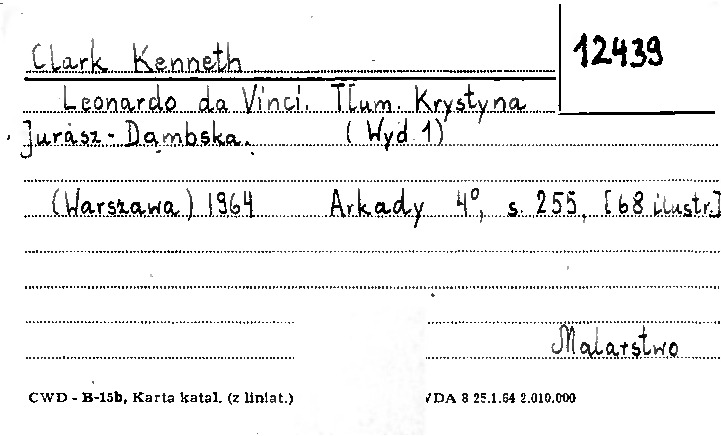 Clark Kenneth
12439
Leonardo da Vinci. Tłum. Krystyna
Jurasz-Dąmbska. (Wyd. 1)
(Warszawa) 1964 Arkady 4º, s. 255, [68 ilustr.]
Malarstwo
CWD - B-15b, Karta katal. (z liniat.)
VDA 8 25.1.64 2.010.000